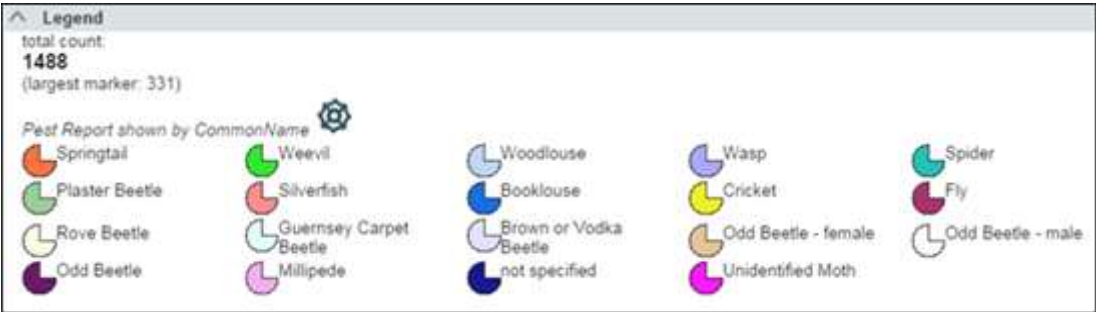 Legend
total count:
1488
(largest marker: 331)
Pest Report shown by CommonName
Springtail
Weevil
Woodlouse
Wasp
Spider
Plaster Beetle
Silverfish
Booklouse
Cricket
Fly
Rove Beetle
Guernsey Carpet
Beetle
Brown or Vodka
Beetle
Odd Beetle - female
Odd Beetle - male
Odd Beetle
Millipede
not specified
Unidentified Moth